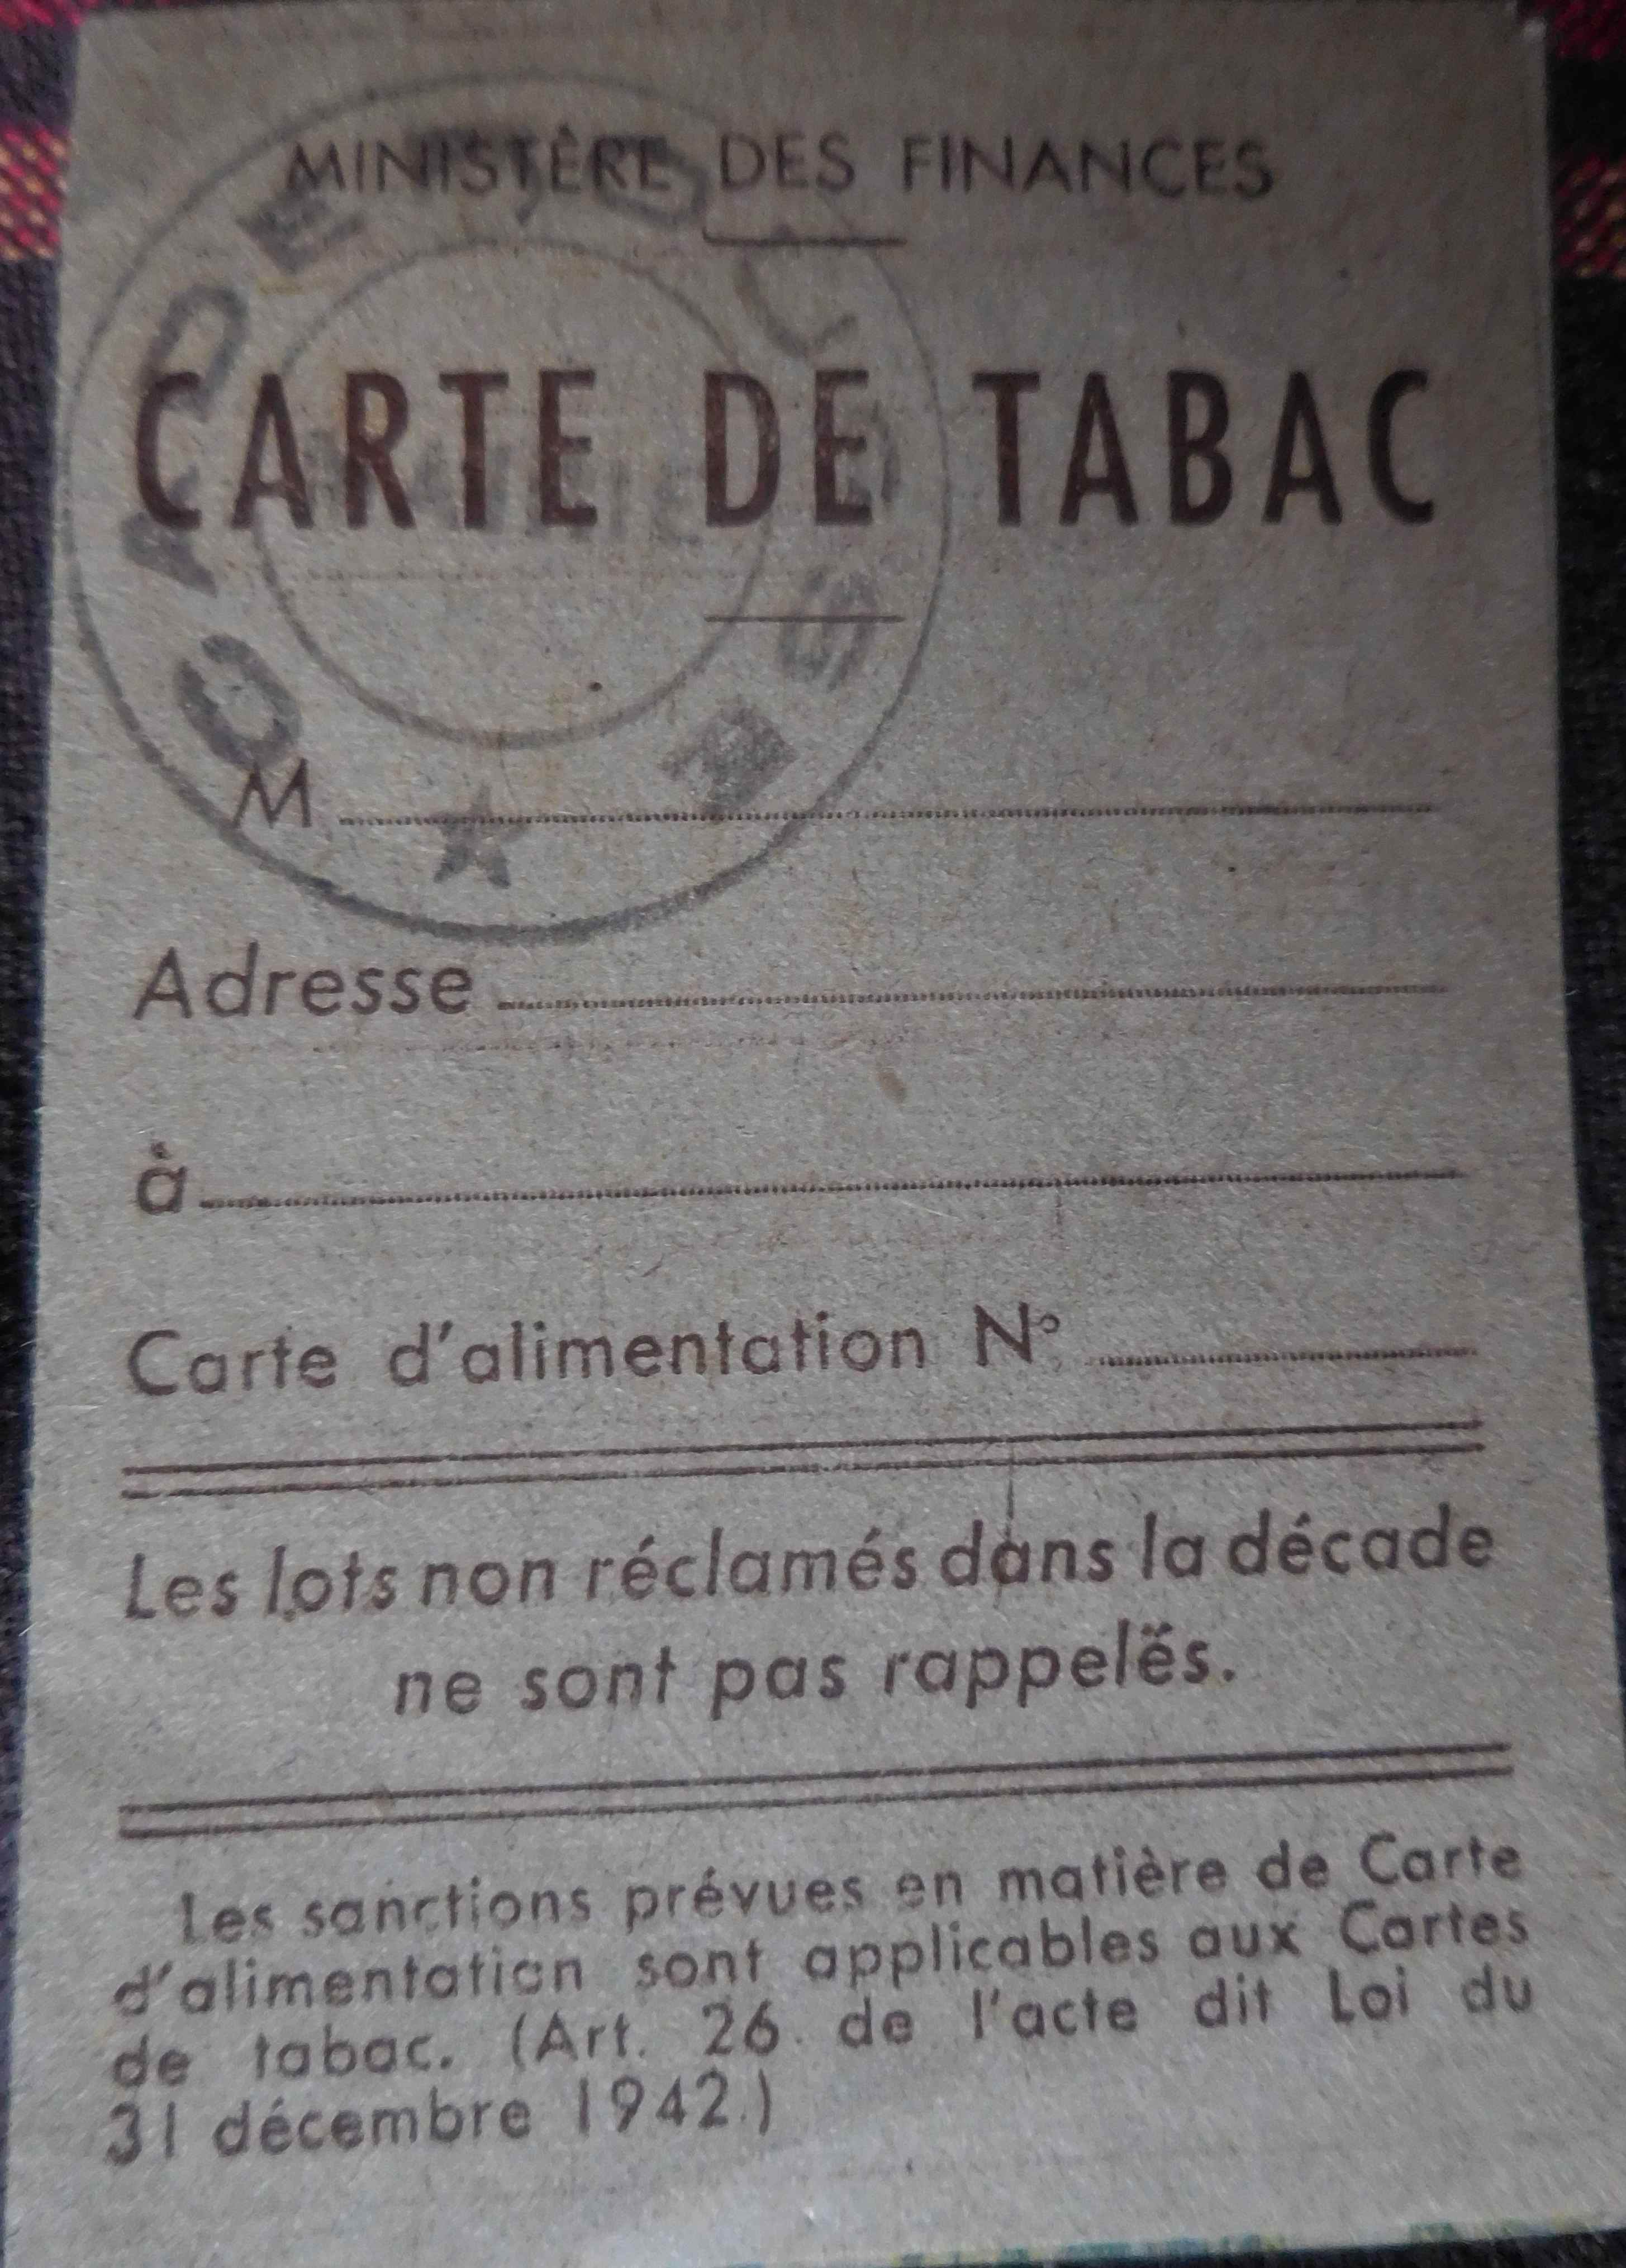 MINISTÈRE DES FINANCES
CARTE DE TABAC
M
Adresse
à
Carte d'alimentation N°
Les lots non réclamés dans la décade
ne sont pas rappelés.
Les sanctions prévues en matière de Carte
d'alimentation sont applicables aux Cartes
de tabac. (Art. 26 de l'acte dit Loi du
31 décembre 1942.)